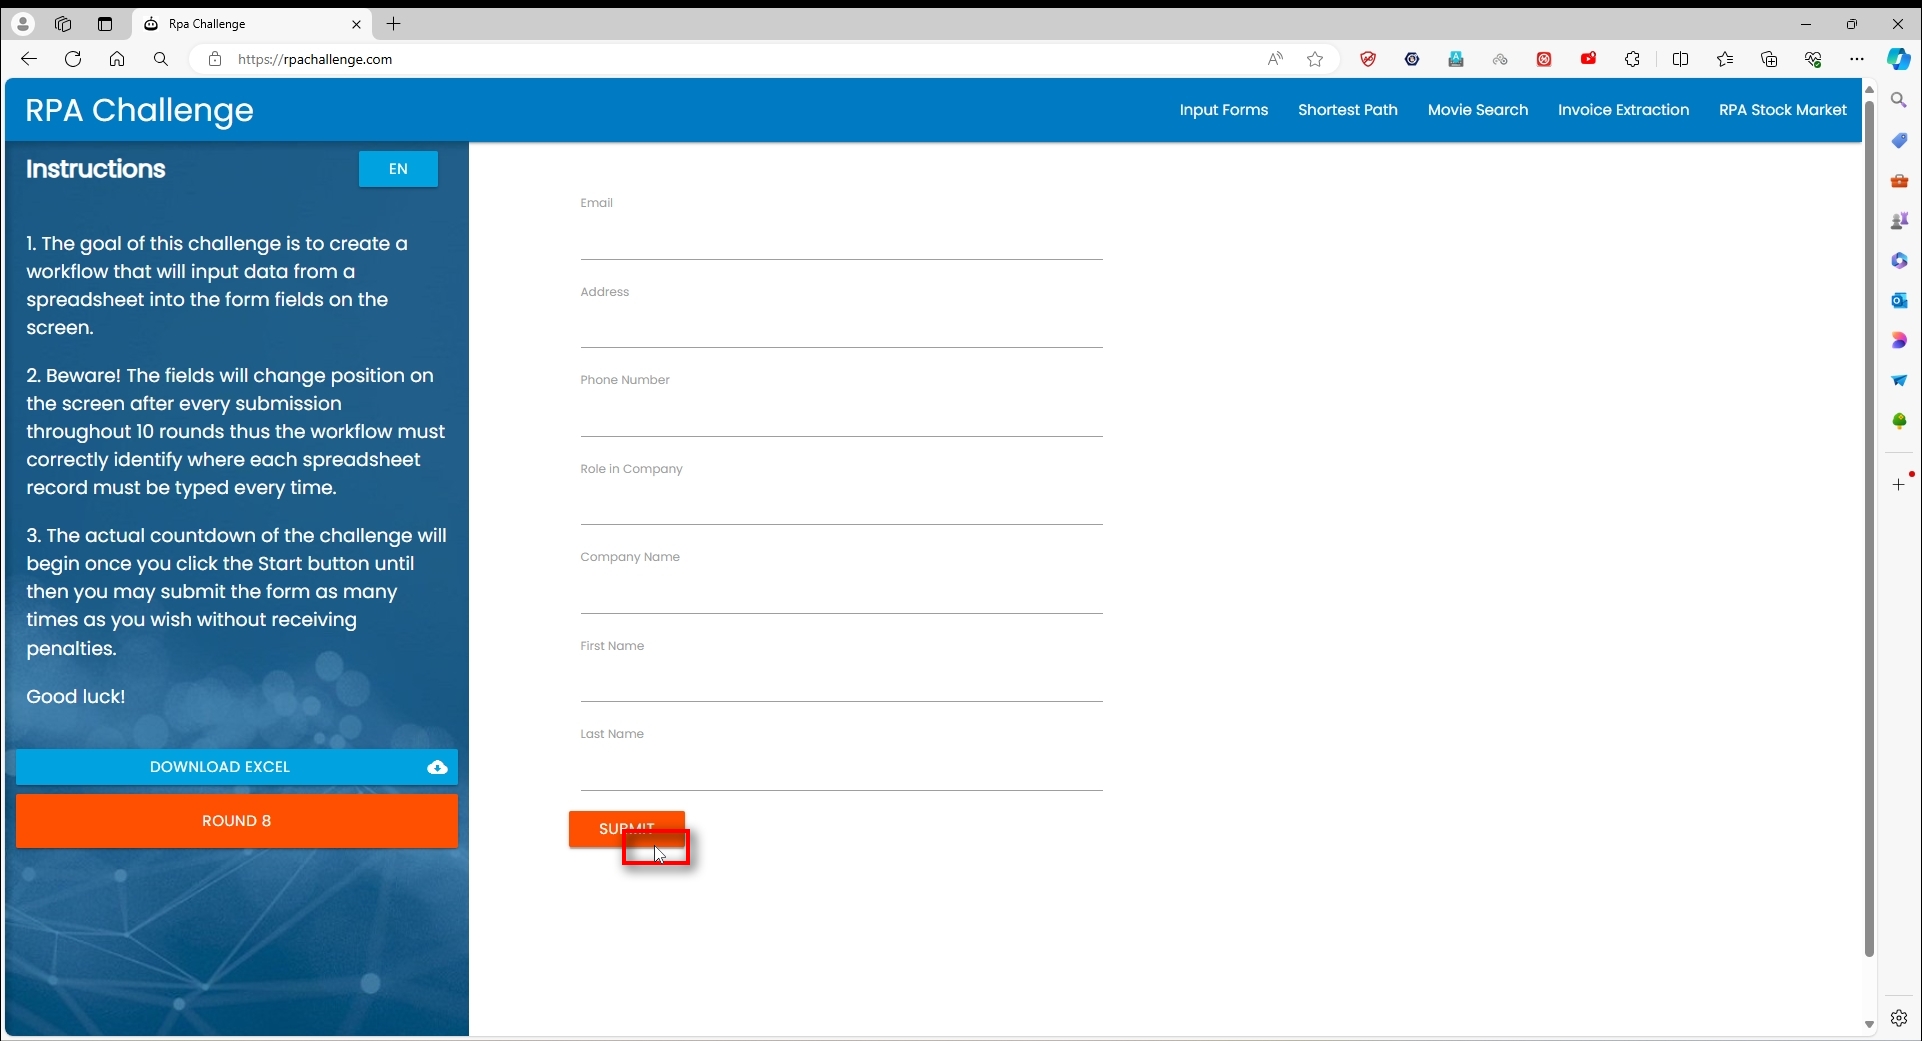 Rpa Challenge
https://rpachallenge.com
RPA Challenge
Input Forms
Shortest Path
Movie Search
Invoice Extraction
RPA Stock Market
Instructions
EN
1. The goal of this challenge is to create a
workflow that will input data from a
spreadsheet into the form fields on the
screen.
2. Beware! The fields will change position on
the screen after every submission
throughout 10 rounds thus the workflow must
correctly identify where each spreadsheet
record must be typed every time.
3. The actual countdown of the challenge will
begin once you click the Start button until
then you may submit the form as many
times as you wish without receiving
penalties.
Good luck!
DOWNLOAD EXCEL
ROUND 8
Email
Address
Phone Number
Role in Company
Company Name
First Name
Last Name
SUBMIT